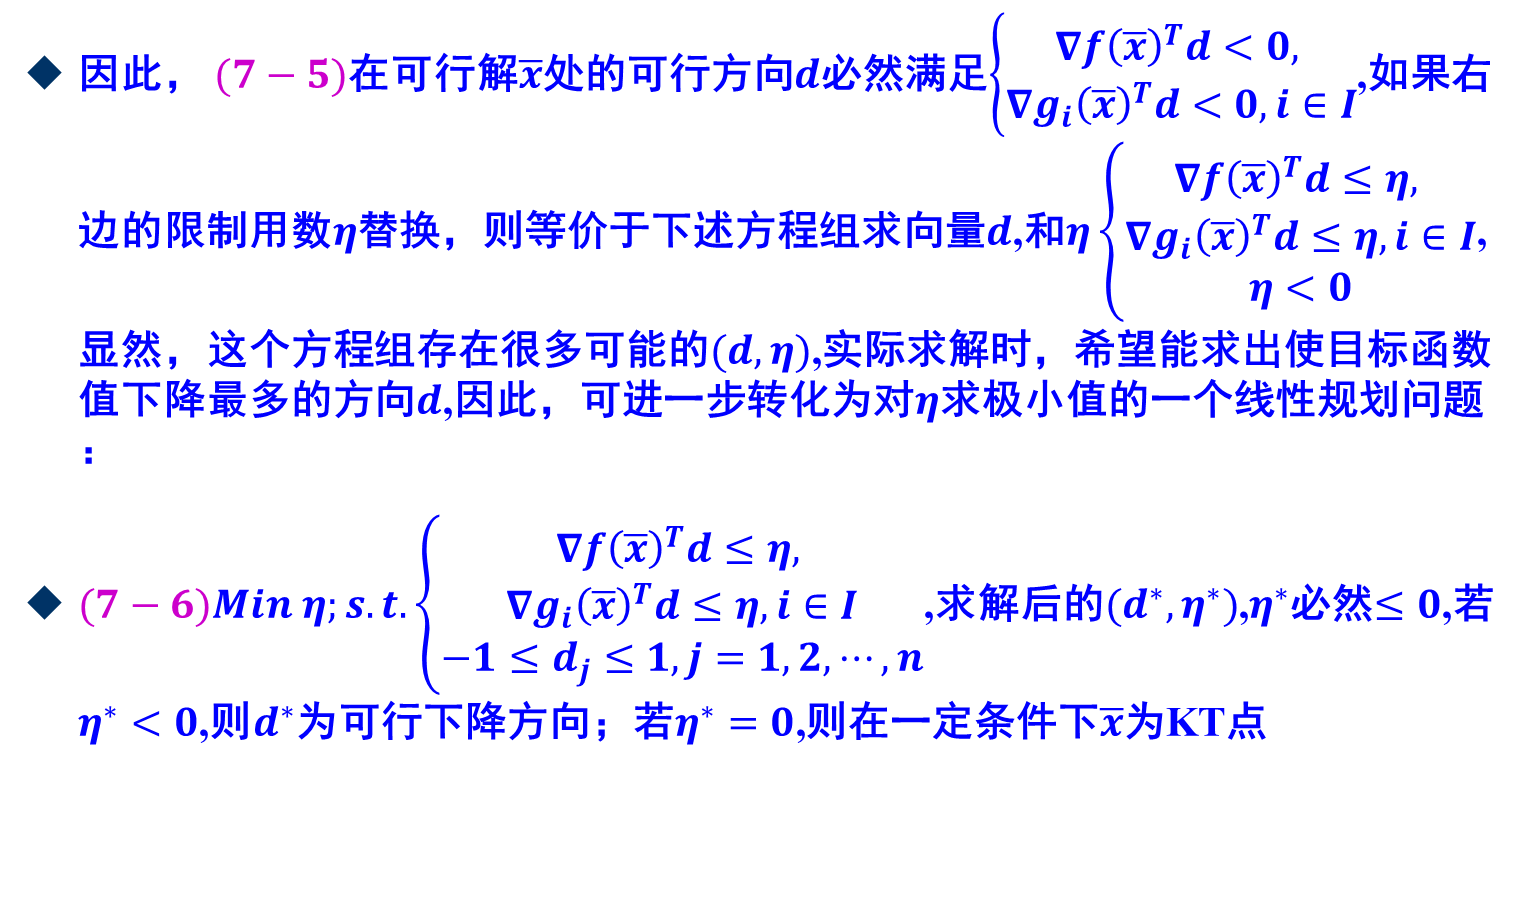 ◆ 因此，(7 − 5)在可行解x̅处的可行方向d必然满足{∇f(x̅)ᵀd < 0, ∇gᵢ(x̅)ᵀd < 0, i ∈ I ,如果右
边的限制用数η替换，则等价于下述方程组求向量d,和η{∇f(x̅)ᵀd ≤ η, ∇gᵢ(x̅)ᵀd ≤ η, i ∈ I, η < 0
显然，这个方程组存在很多可能的(d, η),实际求解时，希望能求出使目标函数
值下降最多的方向d,因此，可进一步转化为对η求极小值的一个线性规划问题
：
◆ (7 − 6)Min η; s.t.{∇f(x̅)ᵀd ≤ η, ∇gᵢ(x̅)ᵀd ≤ η, i ∈ I −1 ≤ dⱼ ≤ 1, j = 1, 2, ⋯, n ,求解后的(d*, η*),η*必然≤ 0,若
η* < 0,则d*为可行下降方向；若η* = 0,则在一定条件下x̅为KT点